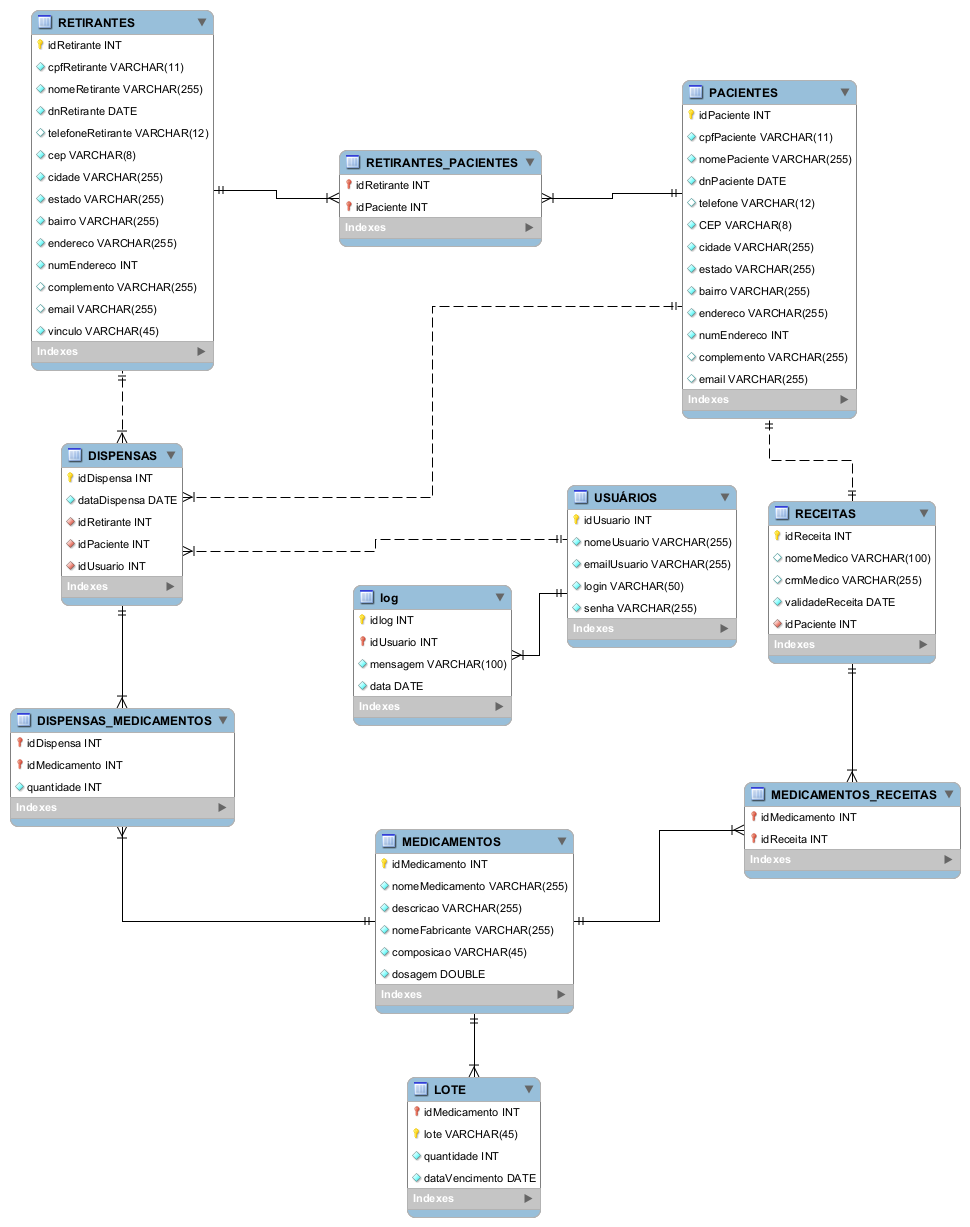 RETIRANTES
idRetirante INT
cpfRetirante VARCHAR(11)
nomeRetirante VARCHAR(255)
dnRetirante DATE
telefoneRetirante VARCHAR(12)
cep VARCHAR(8)
cidade VARCHAR(255)
estado VARCHAR(255)
bairro VARCHAR(255)
endereco VARCHAR(255)
numEndereco INT
complemento VARCHAR(255)
email VARCHAR(255)
vinculo VARCHAR(45)
Indexes
RETIRANTES_PACIENTES
idRetirante INT
idPaciente INT
Indexes
PACIENTES
idPaciente INT
cpfPaciente VARCHAR(11)
nomePaciente VARCHAR(255)
dnPaciente DATE
telefone VARCHAR(12)
CEP VARCHAR(8)
cidade VARCHAR(255)
estado VARCHAR(255)
bairro VARCHAR(255)
endereco VARCHAR(255)
numEndereco INT
complemento VARCHAR(255)
email VARCHAR(255)
Indexes
DISPENSAS
idDispensa INT
dataDispensa DATE
idRetirante INT
idPaciente INT
idUsuario INT
Indexes
USUÁRIOS
idUsuario INT
nomeUsuario VARCHAR(255)
emailUsuario VARCHAR(255)
login VARCHAR(50)
senha VARCHAR(255)
Indexes
RECEITAS
idReceita INT
nomeMedico VARCHAR(100)
crmMedico VARCHAR(255)
validadeReceita DATE
idPaciente INT
Indexes
log
idlog INT
idUsuario INT
mensagem VARCHAR(100)
data DATE
Indexes
DISPENSAS_MEDICAMENTOS
idDispensa INT
idMedicamento INT
quantidade INT
Indexes
MEDICAMENTOS_RECEITAS
idMedicamento INT
idReceita INT
Indexes
MEDICAMENTOS
idMedicamento INT
nomeMedicamento VARCHAR(255)
descricao VARCHAR(255)
nomeFabricante VARCHAR(255)
composicao VARCHAR(45)
dosagem DOUBLE
Indexes
LOTE
idMedicamento INT
lote VARCHAR(45)
quantidade INT
dataVencimento DATE
Indexes